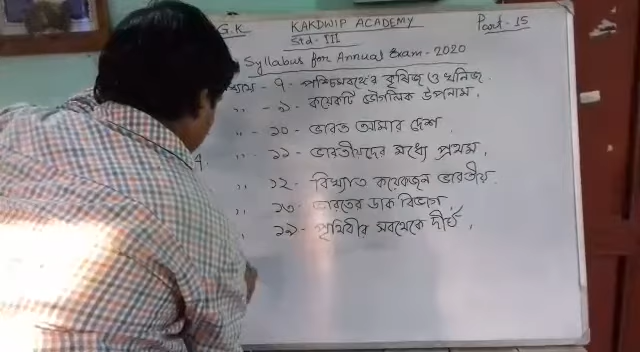 G.K KAKDWIP ACADEMY Part-15
Std-III
Syllabus for Annual Exam-2020
৭- পশ্চিমবঙ্গের কৃষিজ ও খনিজ.
,, - ৯- কয়েকটি ভৌগলিক উপনাম,
,, - ১০- ভারত আমার দেশ,
,, ১১- ভারতীয়দের মধ্যে প্রথম,
,, ১২- বিখ্যাত কয়েকজন ভারতীয়.
,, ১৩- ভারতের ডাক বিভাগ,
১৯- পৃথিবীর সবথেকে দীর্ঘ,